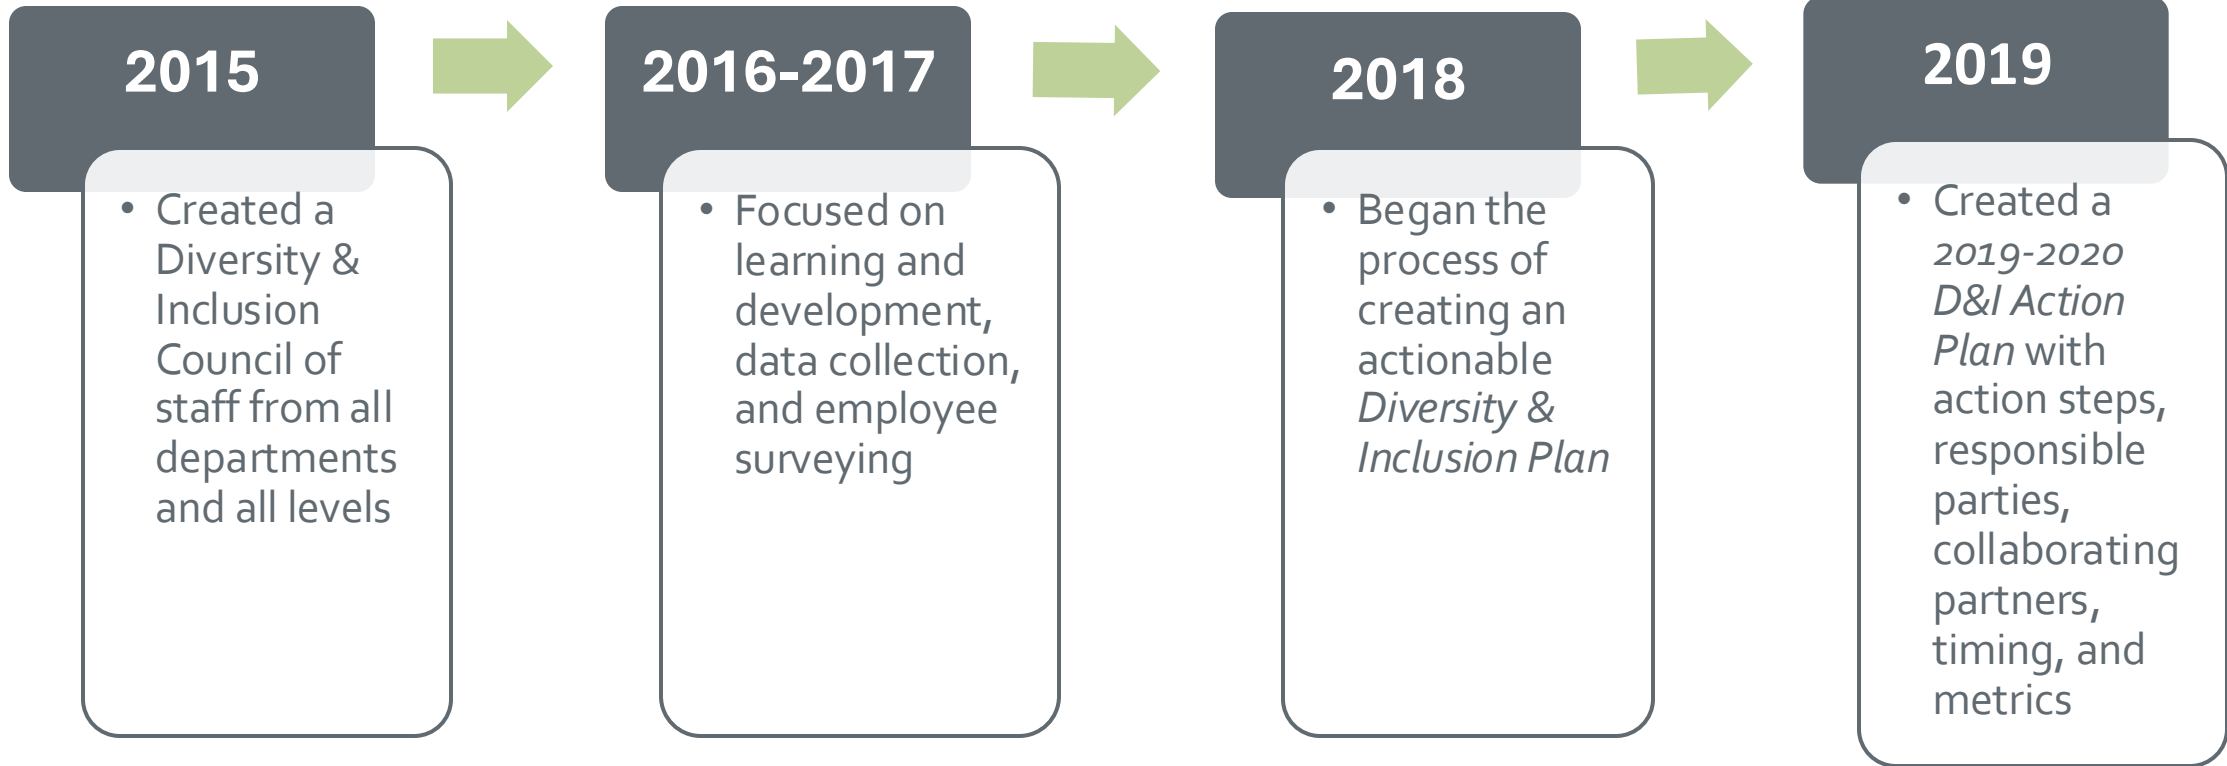 2015
• Created a
Diversity &
Inclusion
Council of
staff from all
departments
and all levels
2016-2017
• Focused on
learning and
development,
data collection,
and employee
surveying
2018
• Began the
process of
creating an
actionable
Diversity &
Inclusion Plan
2019
• Created a
2019-2020
D&I Action
Plan with
action steps,
responsible
parties,
collaborating
partners,
timing, and
metrics